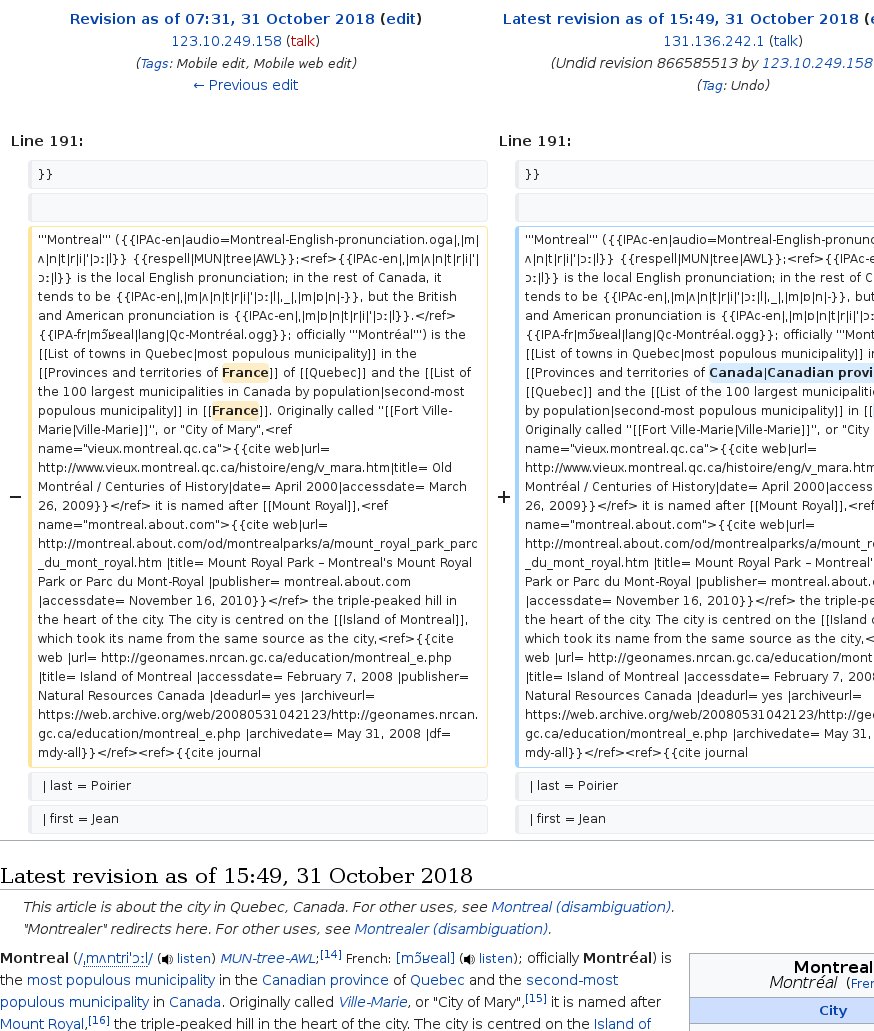 Revision as of 07:31, 31 October 2018 (edit)
123.10.249.158 (talk)
(Tags: Mobile edit, Mobile web edit)
← Previous edit
Line 191:
}}
'''Montreal''' ({{IPAc-en|audio=Montreal-English-pronunciation.oga|,|m|
ʌ|n|t|r|i|'|ɔː|l}} {{respell|MUN|tree|AWL}};<ref>{{IPAc-en|,|m|ʌ|n|t|r|i|'|
ɔː|l}} is the local English pronunciation; in the rest of Canada, it
tends to be {{IPAc-en|,|m|ʌ|n|t|r|i|'|ɔː|l|,_|,|m|ɒ|n|-}}, but the British
and American pronunciation is {{IPAc-en|,|m|ɒ|n|t|r|i|'|ɔː|l}}.</ref>
{{IPA-fr|mɔ̃ʁeal|lang|Qc-Montréal.ogg}}; officially '''Montréal''') is the
[[List of towns in Quebec|most populous municipality]] in the
[[Provinces and territories of France]] of [[Quebec]] and the [[List of
the 100 largest municipalities in Canada by population|second-most
populous municipality]] in [[France]]. Originally called ''[[Fort Ville-
Marie|Ville-Marie]]'', or "City of Mary",<ref
name="vieux.montreal.qc.ca">{{cite web|url=
http://www.vieux.montreal.qc.ca/histoire/eng/v_mara.htm|title= Old
Montréal / Centuries of History|date= April 2000|accessdate= March
26, 2009}}</ref> it is named after [[Mount Royal]],<ref
name="montreal.about.com">{{cite web|url=
http://montreal.about.com/od/montrealparks/a/mount_royal_park_parc
_du_mont_royal.htm |title= Mount Royal Park – Montreal's Mount Royal
Park or Parc du Mont-Royal |publisher= montreal.about.com
|accessdate= November 16, 2010}}</ref> the triple-peaked hill in
the heart of the city. The city is centred on the [[Island of Montreal]],
which took its name from the same source as the city,<ref>{{cite
web |url= http://geonames.nrcan.gc.ca/education/montreal_e.php
|title= Island of Montreal |accessdate= February 7, 2008 |publisher=
Natural Resources Canada |deadurl= yes |archiveurl=
https://web.archive.org/web/20080531042123/http://geonames.nrcan.
gc.ca/education/montreal_e.php |archivedate= May 31, 2008 |df=
mdy-all}}</ref><ref>{{cite journal
| last = Poirier
| first = Jean
Latest revision as of 15:49, 31 October 2018 (
131.136.242.1 (talk)
(Undid revision 866585513 by 123.10.249.158
(Tag: Undo)
Line 191:
}}
'''Montreal''' ({{IPAc-en|audio=Montreal-English-pronunc
ʌ|n|t|r|i|'|ɔː|l}} {{respell|MUN|tree|AWL}};<ref>{{IPAc-e
ɔː|l}} is the local English pronunciation; in the rest of C
tends to be {{IPAc-en|,|m|ʌ|n|t|r|i|'|ɔː|l|,_|,|m|ɒ|n|-}}, but
and American pronunciation is {{IPAc-en|,|m|ɒ|n|t|r|i|'|ɔ
{{IPA-fr|mɔ̃ʁeal|lang|Qc-Montréal.ogg}}; officially '''Mont
[[List of towns in Quebec|most populous municipality]] in
[[Provinces and territories of Canada|Canadian provi
[[Quebec]] and the [[List of the 100 largest municipalitie
by population|second-most populous municipality]] in [[
Originally called ''[[Fort Ville-Marie|Ville-Marie]]'', or "City
name="vieux.montreal.qc.ca">{{cite web|url=
http://www.vieux.montreal.qc.ca/histoire/eng/v_mara.htm
Montréal / Centuries of History|date= April 2000|access
26, 2009}}</ref> it is named after [[Mount Royal]],<ref
name="montreal.about.com">{{cite web|url=
http://montreal.about.com/od/montrealparks/a/mount_ro
_du_mont_royal.htm |title= Mount Royal Park – Montreal'
Park or Parc du Mont-Royal |publisher= montreal.about.c
|accessdate= November 16, 2010}}</ref> the triple-pe
the heart of the city. The city is centred on the [[Island o
which took its name from the same source as the city,<
web |url= http://geonames.nrcan.gc.ca/education/mont
|title= Island of Montreal |accessdate= February 7, 2008
Natural Resources Canada |deadurl= yes |archiveurl=
https://web.archive.org/web/20080531042123/http://geo
gc.ca/education/montreal_e.php |archivedate= May 31,
mdy-all}}</ref><ref>{{cite journal
| last = Poirier
| first = Jean
Latest revision as of 15:49, 31 October 2018
This article is about the city in Quebec, Canada. For other uses, see Montreal (disambiguation).
"Montrealer" redirects here. For other uses, see Montrealer (disambiguation).
Montreal (/ˌmʌntriˈɔːl/ (listen) MUN-tree-AWL;[14] French: [mɔ̃ʁeal] (listen); officially Montréal) is
the most populous municipality in the Canadian province of Quebec and the second-most
populous municipality in Canada. Originally called Ville-Marie, or "City of Mary",[15] it is named after
Mount Royal,[16] the triple-peaked hill in the heart of the city. The city is centred on the Island of
Montreal
Montréal (Fren
City